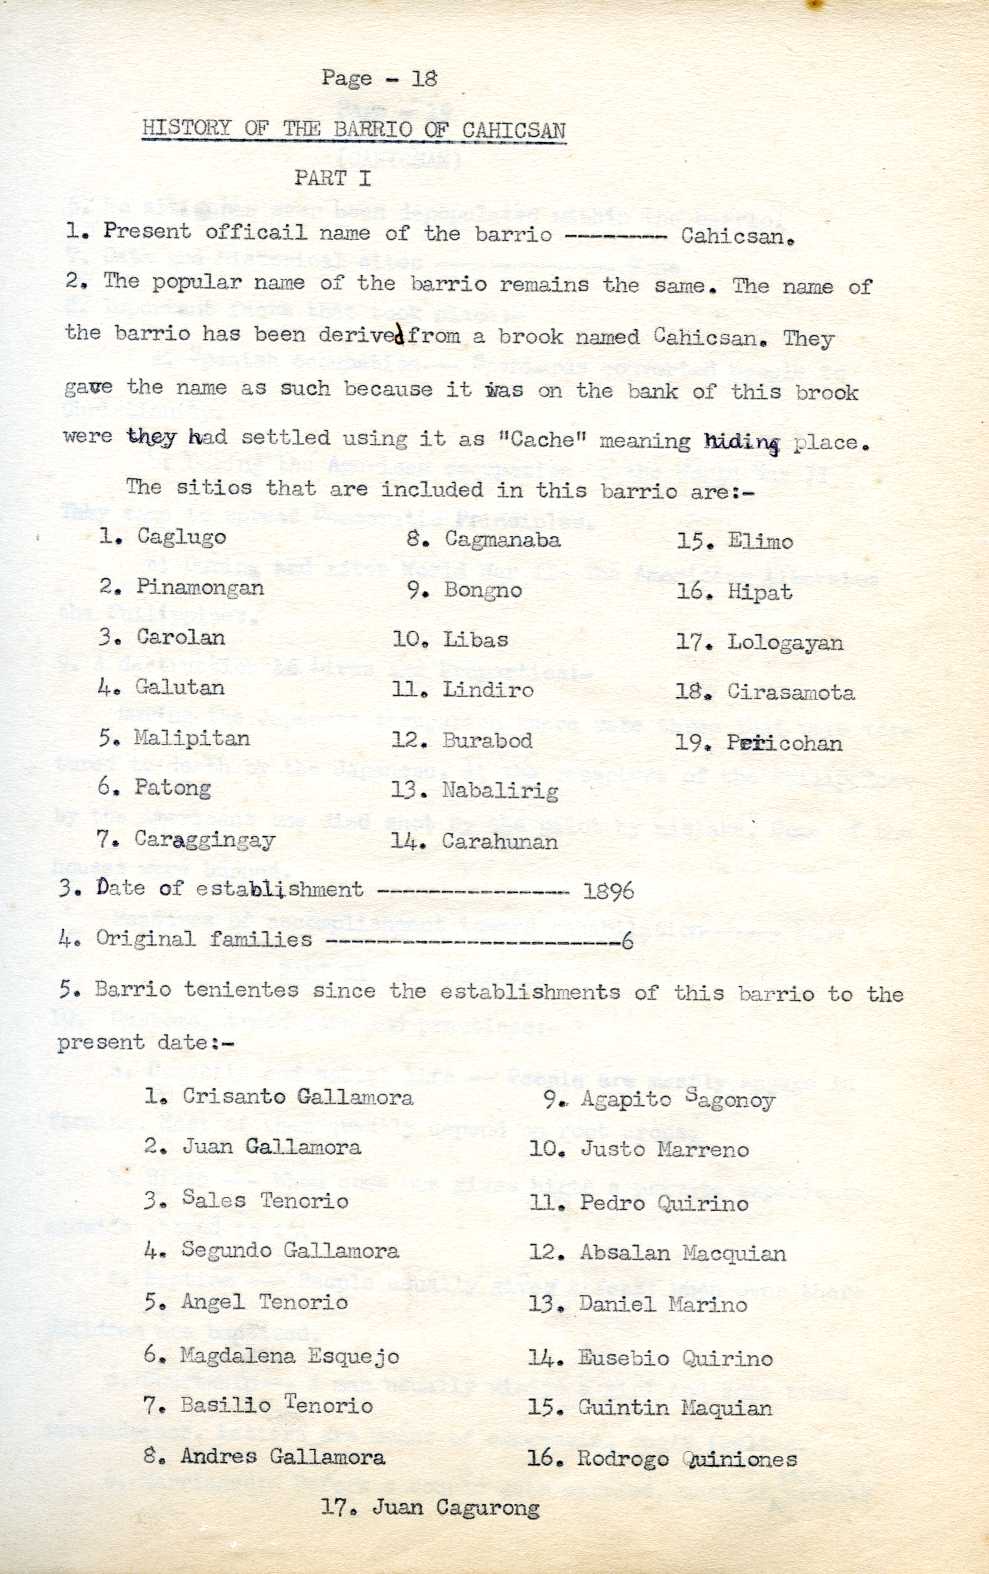 Page - 18
HISTORY OF THE BARRIO OF CAHICSAN
PART I
1. Present officail name of the barrio -------- Cahicsan.
2. The popular name of the barrio remains the same. The name of
the barrio has been derived from a brook named Cahicsan. They
gave the name as such because it was on the bank of this brook
were they had settled using it as "Cache" meaning hiding place.
The sitios that are included in this barrio are:-
1. Caglugo 8. Cagmanaba 15. Elimo
2. Pinamongan 9. Bongno 16. Hipat
3. Carolan 10. Libas 17. Lologayan
4. Galutan 11. Lindiro 18. Cirasamota
5. Malipitan 12. Burabod 19. Pericohan
6. Patong 13. Nabalirig
7. Caraggingay 14. Carahunan
3. Date of establishment --------------- 1896
4. Original families -----------------------6
5. Barrio tenientes since the establishments of this barrio to the
present date:-
1. Crisanto Gallamora 9. Agapito Sagonoy
2. Juan Gallamora 10. Justo Marreno
3. Sales Tenorio 11. Pedro Quirino
4. Segundo Gallamora 12. Absalan Macquian
5. Angel Tenorio 13. Daniel Marino
6. Magdalena Esquejo 14. Eusebio Quirino
7. Basilio Tenorio 15. Guintin Maquian
8. Andres Gallamora 16. Rodrogo Quiniones
17. Juan Cagurong